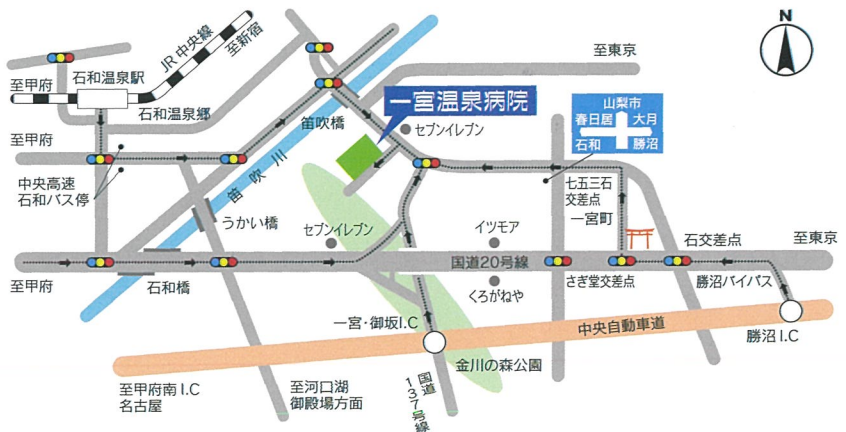 N
JR中央線
至新宿
至東京
至甲府
石和温泉駅
石和温泉郷
一宮温泉病院
山梨市
春日居
大月
石和
勝沼
笛吹橋
セブンイレブン
至甲府
中央高速
石和バス停
笛吹川
うかい橋
七五三石
交差点
一宮町
セブンイレブン
イツモア
石交差点
至東京
国道20号線
至甲府
石和橋
くろがねや
さぎ堂交差点
勝沼バイパス
一宮・御坂I.C
中央自動車道
勝沼I.C
金川の森公園
至甲府南I.C
名古屋
至河口湖
御殿場方面
国道
137号線